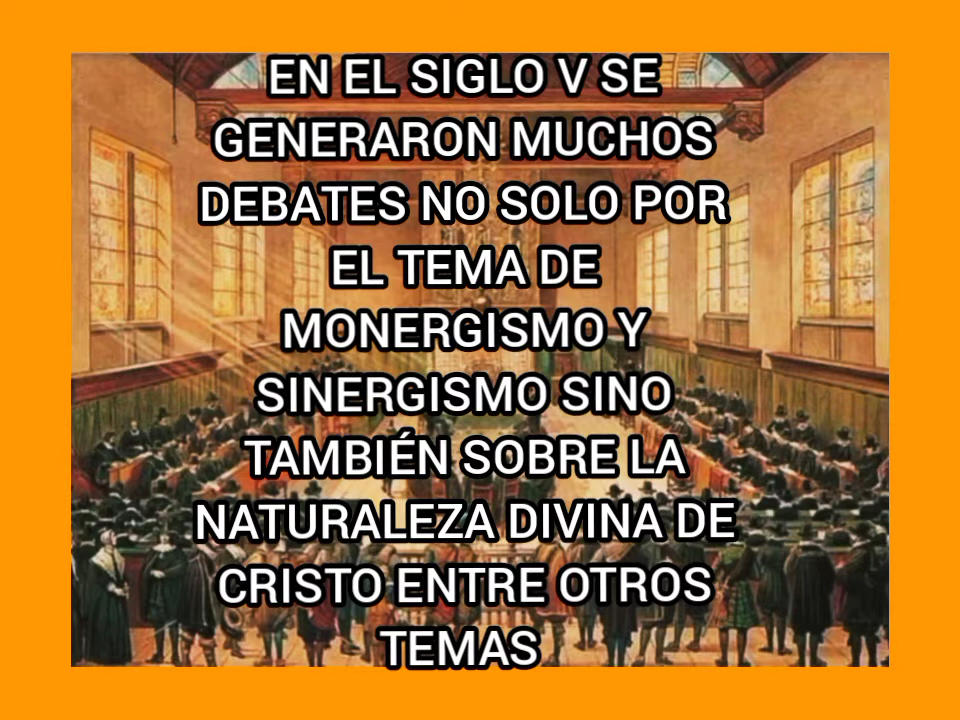 EN EL SIGLO V SE
GENERARON MUCHOS
DEBATES NO SOLO POR
EL TEMA DE
MONERGISMO Y
SINERGISMO SINO
TAMBIÉN SOBRE LA
NATURALEZA DIVINA DE
CRISTO ENTRE OTROS
TEMAS